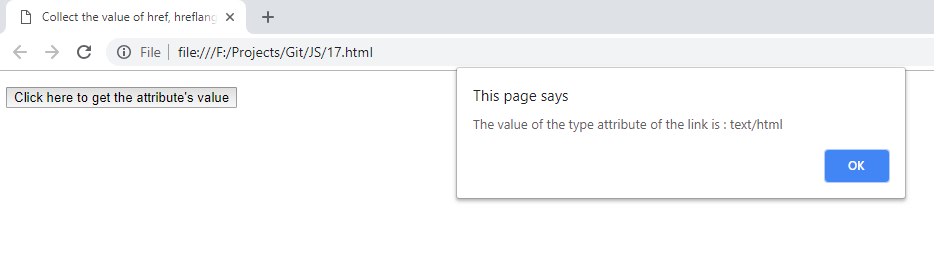 Collect the value of href, hreflang
File file:///F:/Projects/Git/JS/17.html
Click here to get the attribute's value
This page says
The value of the type attribute of the link is : text/html
OK